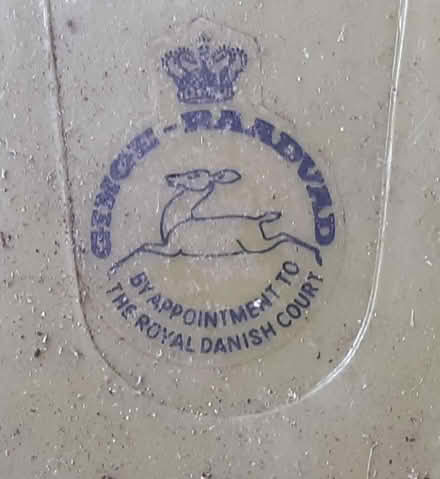 GINGE-RAADVAD
BY APPOINTMENT TO
THE ROYAL DANISH COURT